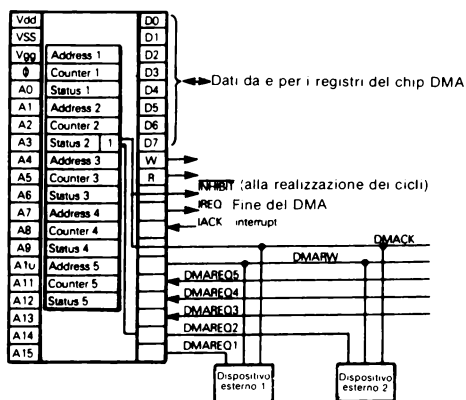 Vdd
VSS
Vgg
ϕ
A0
A1
A2
A3
A4
A5
A6
A7
A8
A9
A1u
A11
A12
A13
A14
A15
Address 1
Counter 1
Status 1
Address 2
Counter 2
Status 2 1
Address 3
Counter 3
Status 3
Address 4
Counter 4
Status 4
Address 5
Counter 5
Status 5
D0
D1
D2
D3
D4
D5
D6
D7
W
R
Dati da e per i registri del chip DMA
INHIBIT (alla realizzazione dei cicli)
IREQ Fine del DMA
IACK interrupt
DMACK
DMARW
DMAREQ5
DMAREQ4
DMAREQ3
DMAREQ2
DMAREQ1
Dispositivo
esterno 1
Dispositivo
esterno 2